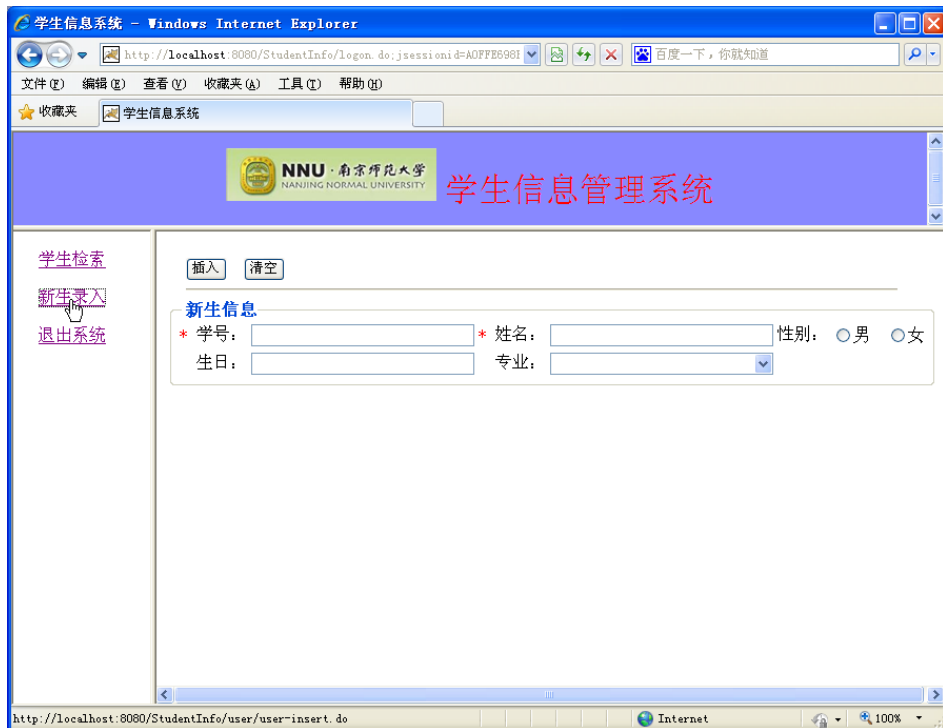 学生信息系统 - Windows Internet Explorer
http://localhost:8080/StudentInfo/logon.do;jsessionid=A0FFE698E
百度一下，你就知道
文件(F) 编辑(E) 查看(V) 收藏夹(A) 工具(T) 帮助(H)
收藏夹 学生信息系统
NNU·南京师范大学
NANJING NORMAL UNIVERSITY
学生信息管理系统
学生检索
新生录入
退出系统
插入 清空
新生信息
* 学号： * 姓名： 性别： 男 女
生日： 专业：
http://localhost:8080/StudentInfo/user/user-insert.do Internet 100%